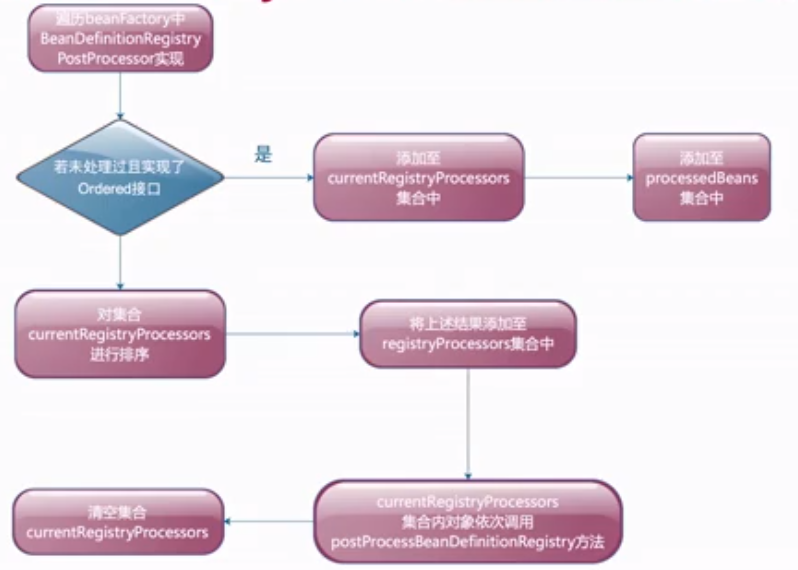 遍历beanFactory中
BeanDefinitionRegistry
PostProcessor实现
若未处理过且实现了
Ordered接口
是
添加至
currentRegistryProcessors
集合中
添加至
processedBeans
集合中
对集合
currentRegistryProcessors
进行排序
将上述结果添加至
registryProcessors集合中
currentRegistryProcessors
集合内对象依次调用
postProcessBeanDefinitionRegistry方法
清空集合
currentRegistryProcessors